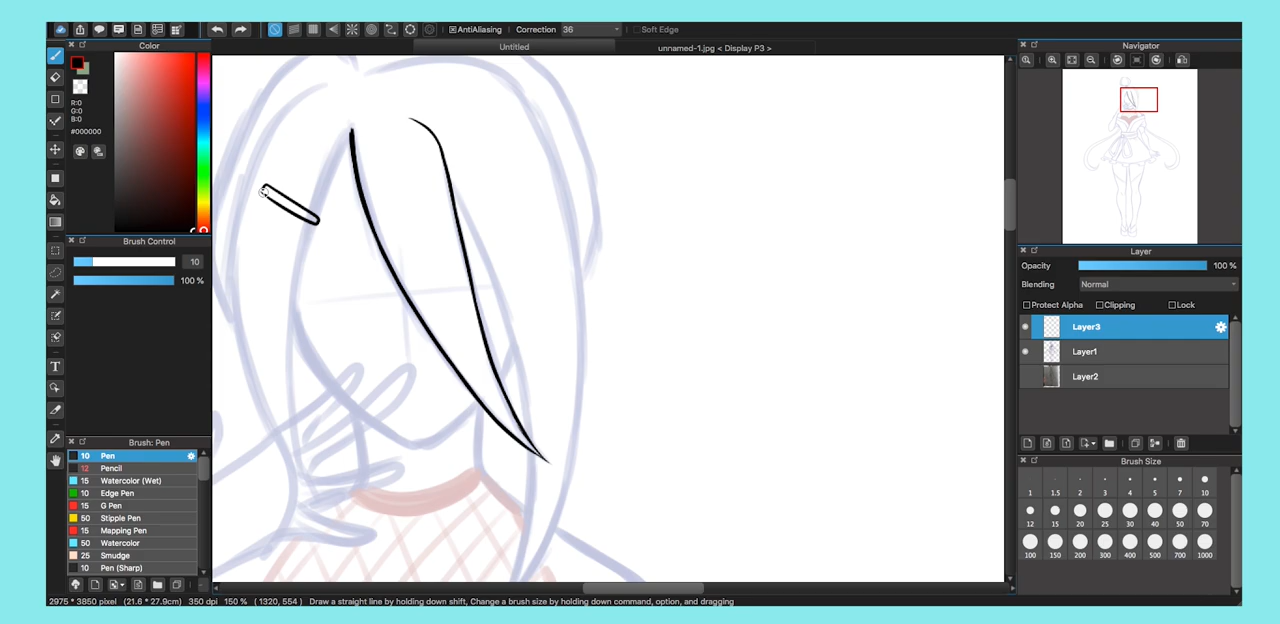 AntiAliasing Correction 36 Soft Edge
Color
Untitled
unnamed-1.jpg < Display P3 >
Navigator
R:0
G:0
B:0
#000000
Brush Control
10
100 %
Layer
Opacity 100 %
Blending Normal
Protect Alpha Clipping Lock
Layer3
Layer1
Layer2
T
Brush: Pen
10 Pen
12 Pencil
15 Watercolor (Wet)
10 Edge Pen
15 G Pen
50 Stipple Pen
15 Mapping Pen
50 Watercolor
25 Smudge
10 Pen (Sharp)
Brush Size
1 1.5 2 3 4 5 7 10
12 15 20 25 30 40 50 70
100 150 200 300 400 500 700 1000
2975 * 3850 pixel (21.6 * 27.9cm) 350 dpi 150 % ( 1320, 554 ) Draw a straight line by holding down shift, Change a brush size by holding down command, option, and dragging